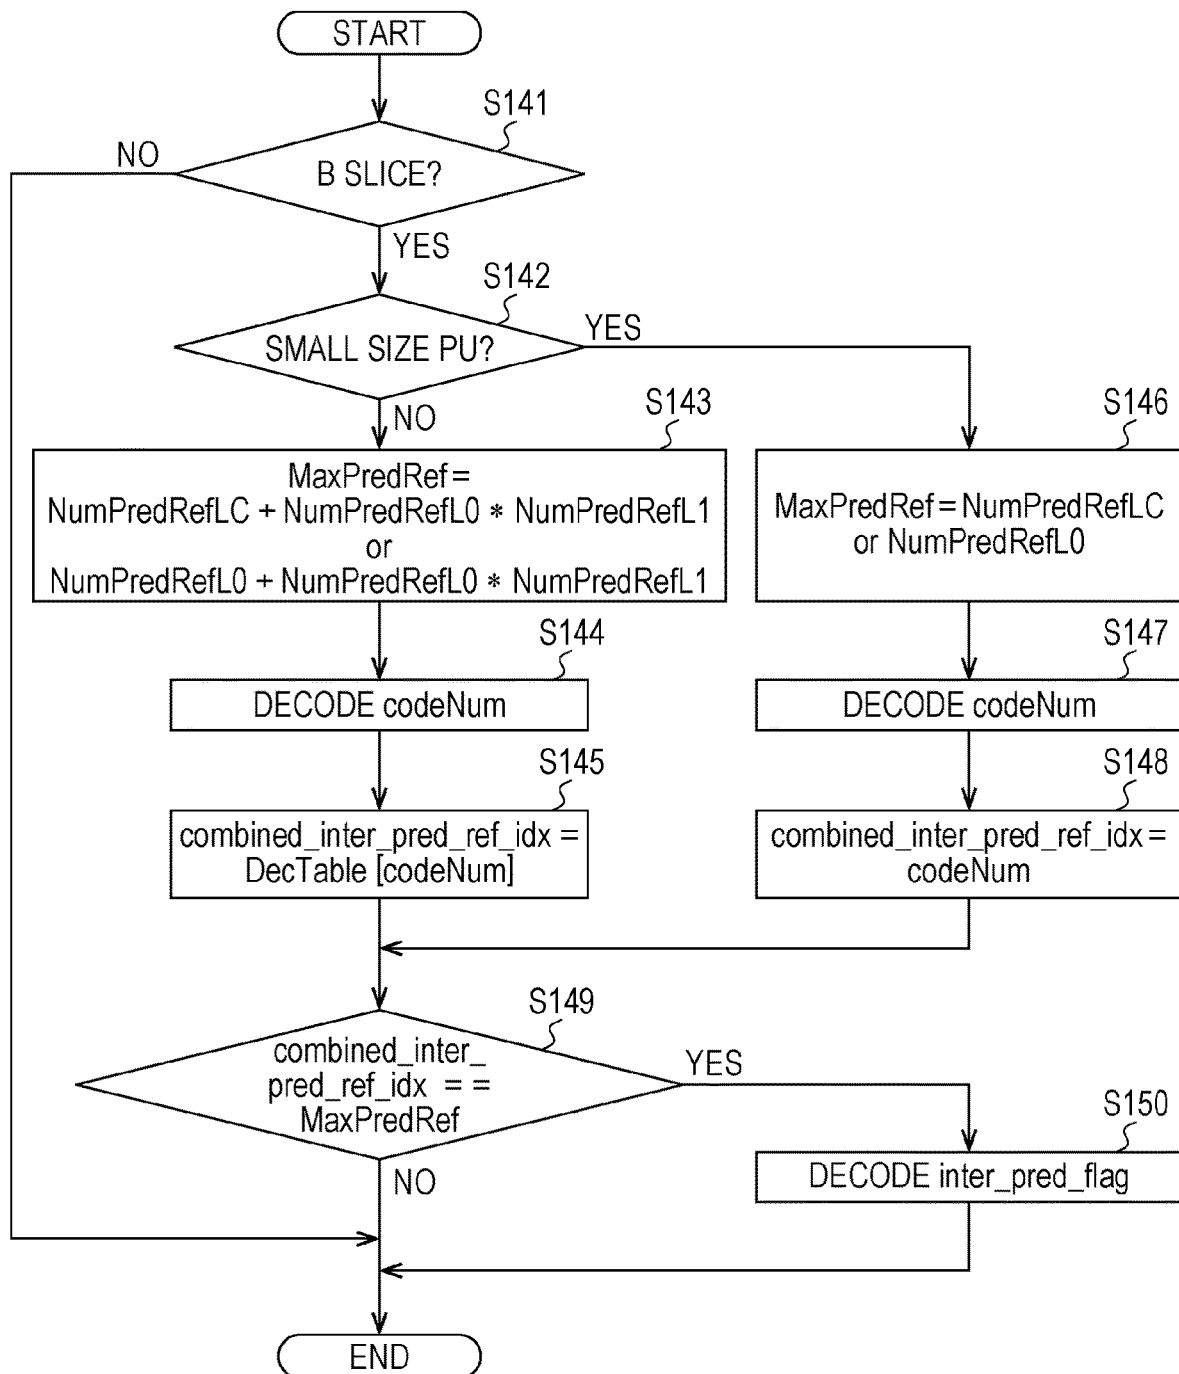 START
S141
B SLICE?
NO
YES
S142
SMALL SIZE PU?
YES
NO
S143
MaxPredRef=
NumPredRefLC + NumPredRefL0 * NumPredRefL1
or
NumPredRefL0 + NumPredRefL0 * NumPredRefL1
S146
MaxPredRef=NumPredRefLC
or NumPredRefL0
S144
DECODE codeNum
S147
DECODE codeNum
S145
combined_inter_pred_ref_idx =
DecTable [codeNum]
S148
combined_inter_pred_ref_idx =
codeNum
S149
combined_inter_
pred_ref_idx = =
MaxPredRef
YES
NO
S150
DECODE inter_pred_flag
END